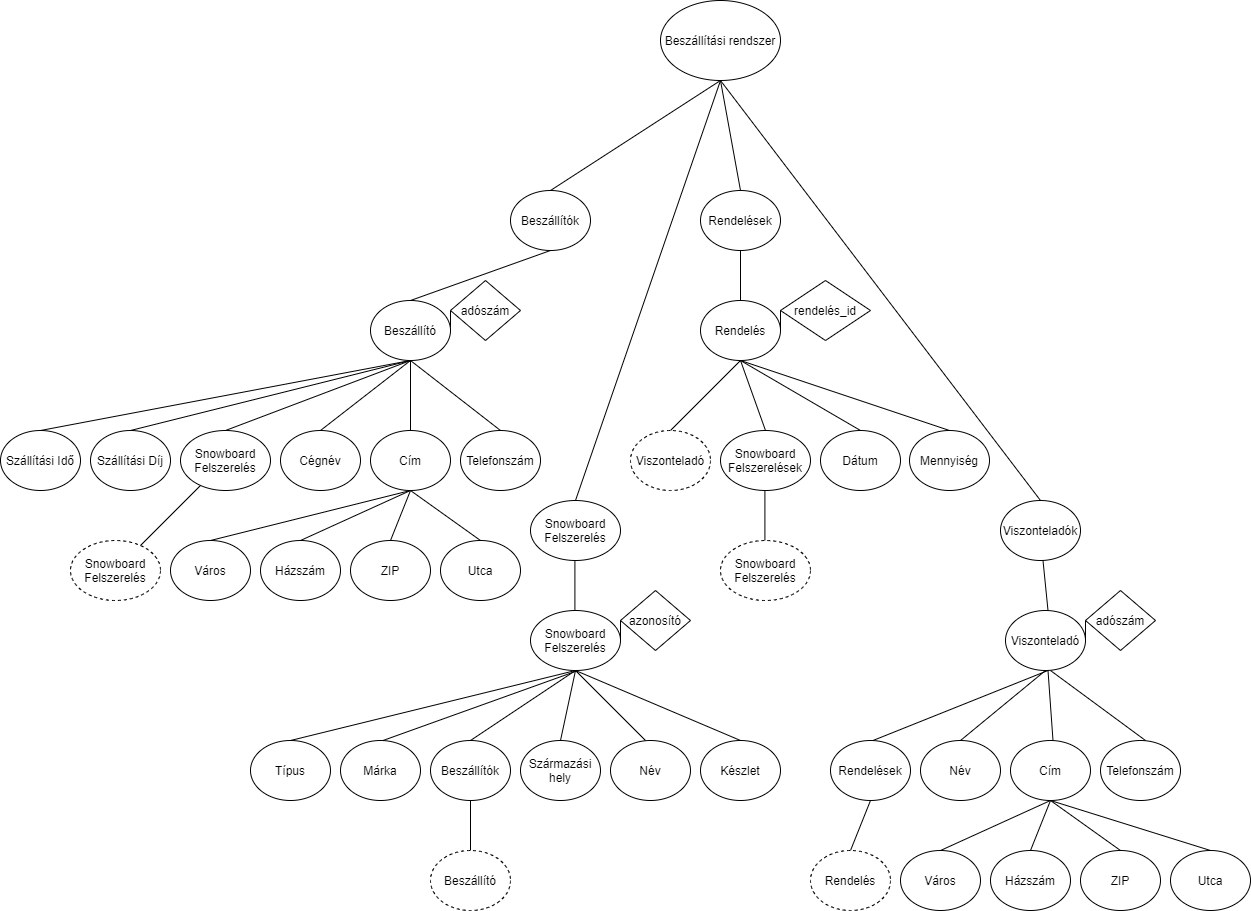 Beszállítási rendszer
Beszállítók
Rendelések
Beszállító
adószám
Rendelés
rendelés_id
Szállítási Idő
Szállítási Díj
Snowboard
Felszerelés
Cégnév
Cím
Telefonszám
Viszonteladó
Snowboard
Felszerelések
Dátum
Mennyiség
Snowboard
Felszerelés
Viszonteladók
Snowboard
Felszerelés
Város
Házszám
ZIP
Utca
Snowboard
Felszerelés
Snowboard
Felszerelés
azonosító
Viszonteladó
adószám
Típus
Márka
Beszállítók
Származási
hely
Név
Készlet
Rendelések
Név
Cím
Telefonszám
Beszállító
Rendelés
Város
Házszám
ZIP
Utca